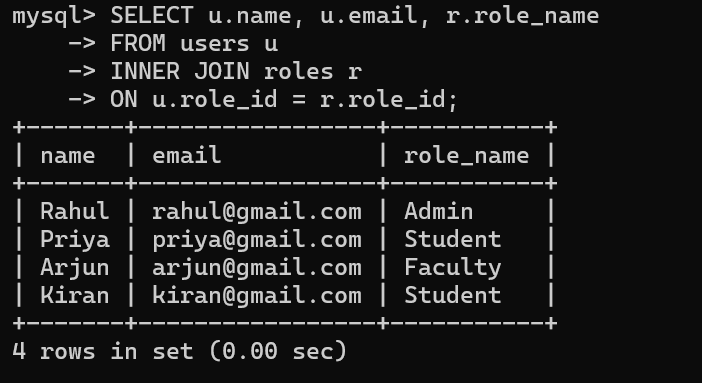 mysql> SELECT u.name, u.email, r.role_name
    -> FROM users u
    -> INNER JOIN roles r
    -> ON u.role_id = r.role_id;
+-------+-----------------+-----------+
| name  | email           | role_name |
+-------+-----------------+-----------+
| Rahul | rahul@gmail.com | Admin     |
| Priya | priya@gmail.com | Student   |
| Arjun | arjun@gmail.com | Faculty   |
| Kiran | kiran@gmail.com | Student   |
+-------+-----------------+-----------+
4 rows in set (0.00 sec)